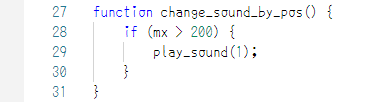 27 function change_sound_by_pos() {
28     if (mx > 200) {
29         play_sound(1);
30     }
31 }